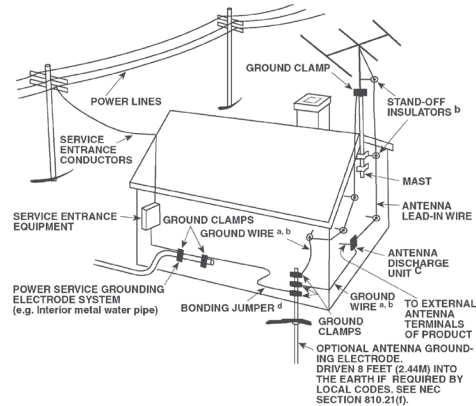 GROUND CLAMP
POWER LINES
STAND-OFF
INSULATORS b
SERVICE
ENTRANCE
CONDUCTORS
MAST
ANTENNA
LEAD-IN WIRE
SERVICE ENTRANCE
EQUIPMENT
GROUND CLAMPS
GROUND WIRE a, b
ANTENNA
DISCHARGE
UNIT C
POWER SERVICE GROUNDING
ELECTRODE SYSTEM
(e.g. Interior metal water pipe)
BONDING JUMPER d
GROUND
WIRE a, b
TO EXTERNAL
ANTENNA
TERMINALS
OF PRODUCT
GROUND
CLAMPS
OPTIONAL ANTENNA GROUND-
ING ELECTRODE.
DRIVEN 8 FEET (2.44M) INTO
THE EARTH IF REQUIRED BY
LOCAL CODES. SEE NEC
SECTION 810.21(f).